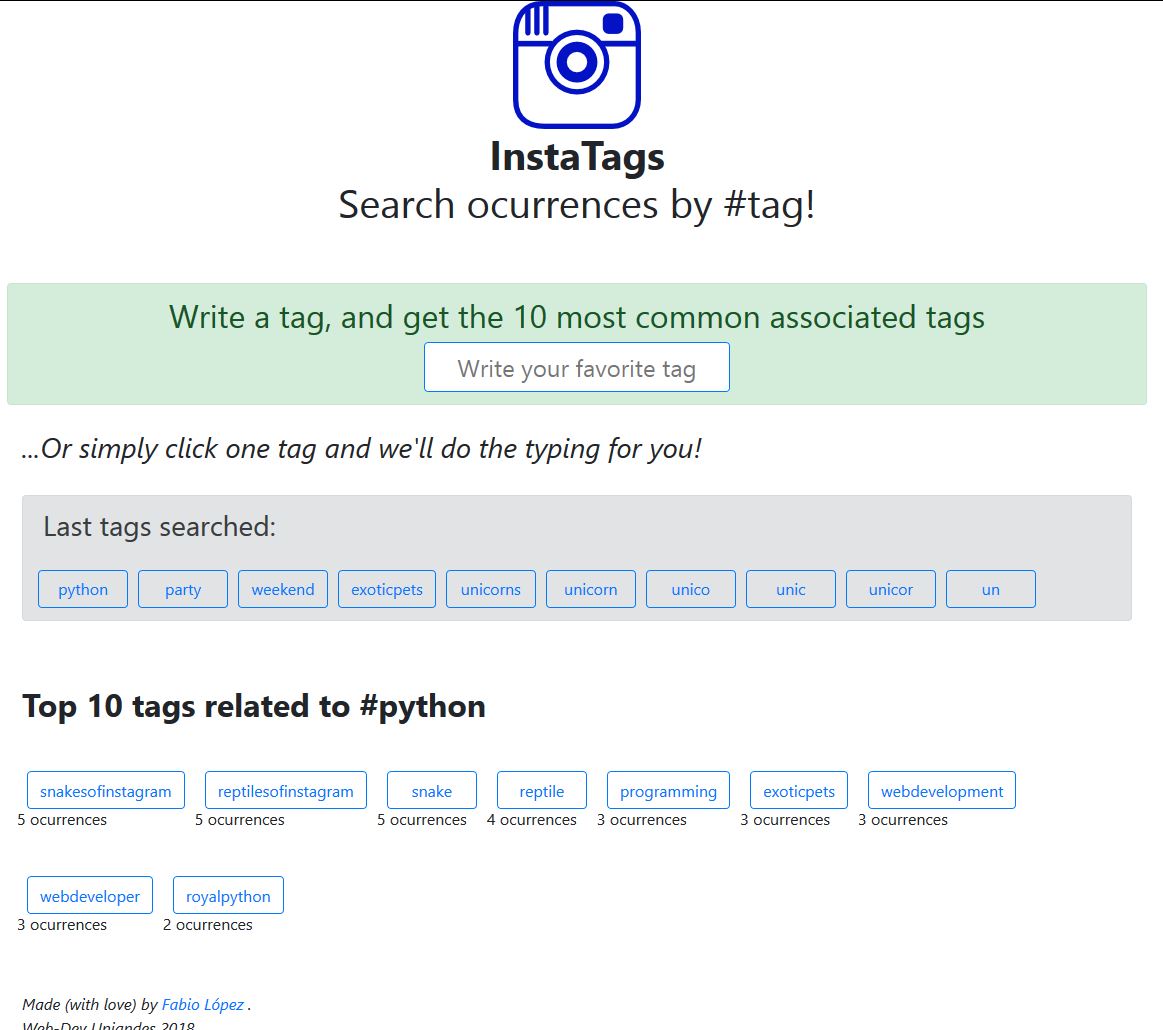 InstaTags
Search ocurrences by #tag!
Write a tag, and get the 10 most common associated tags
Write your favorite tag
...Or simply click one tag and we'll do the typing for you!
Last tags searched:
python party weekend exoticpets unicorns unicorn unico unic unicor un
Top 10 tags related to #python
snakesofinstagram reptilesofinstagram snake reptile programming exoticpets webdevelopment
5 ocurrences 5 ocurrences 5 ocurrences 4 ocurrences 3 ocurrences 3 ocurrences 3 ocurrences
webdeveloper royalpython
3 ocurrences 2 ocurrences
Made (with love) by Fabio López .
Web-Dev Uniandes 2018